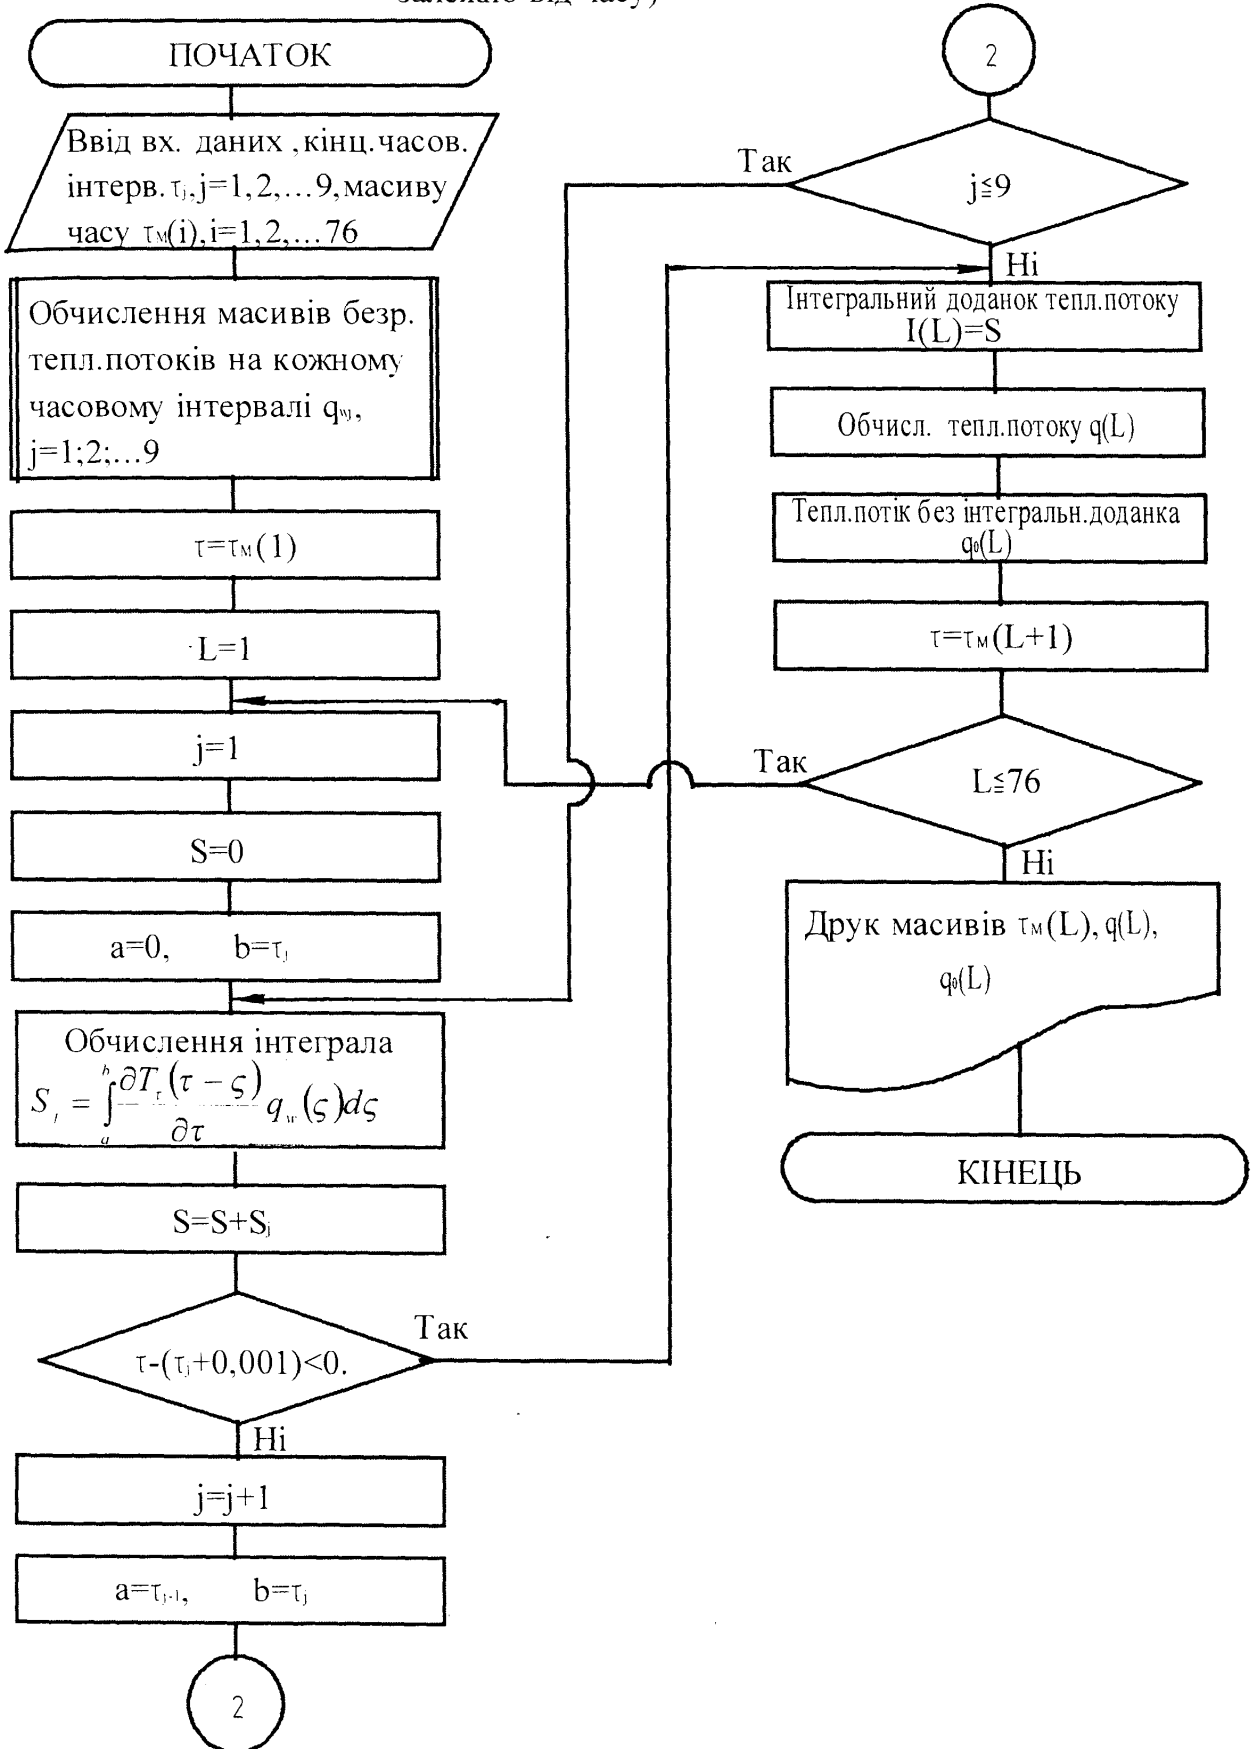 залежно від часу)
ПОЧАТОК
Ввід вх. даних ,кінц.часов.
інтерв.τj,j=1,2,...9,масиву
часу τм(i),i=1,2,...76
Обчислення масивів безр.
тепл.потоків на кожному
часовому інтервалі qwj,
j=1;2;...9
τ=τм(1)
L=1
j=1
S=0
a=0, b=τj
Обчислення інтеграла
Sj = ∫ab ∂Tr(τ − ς)/∂τ qw(ς)dς
S=S+Sj
τ-(τj+0,001)<0.
Так
Ні
j=j+1
a=τj-1, b=τj
2
2
j≦9
Так
Ні
Інтегральний доданок тепл.потоку
I(L)=S
Обчисл. тепл.потоку q(L)
Тепл.потік без інтегральн.доданка
q0(L)
τ=τм(L+1)
L≦76
Так
Ні
Друк масивів τм(L), q(L),
q0(L)
КІНЕЦЬ